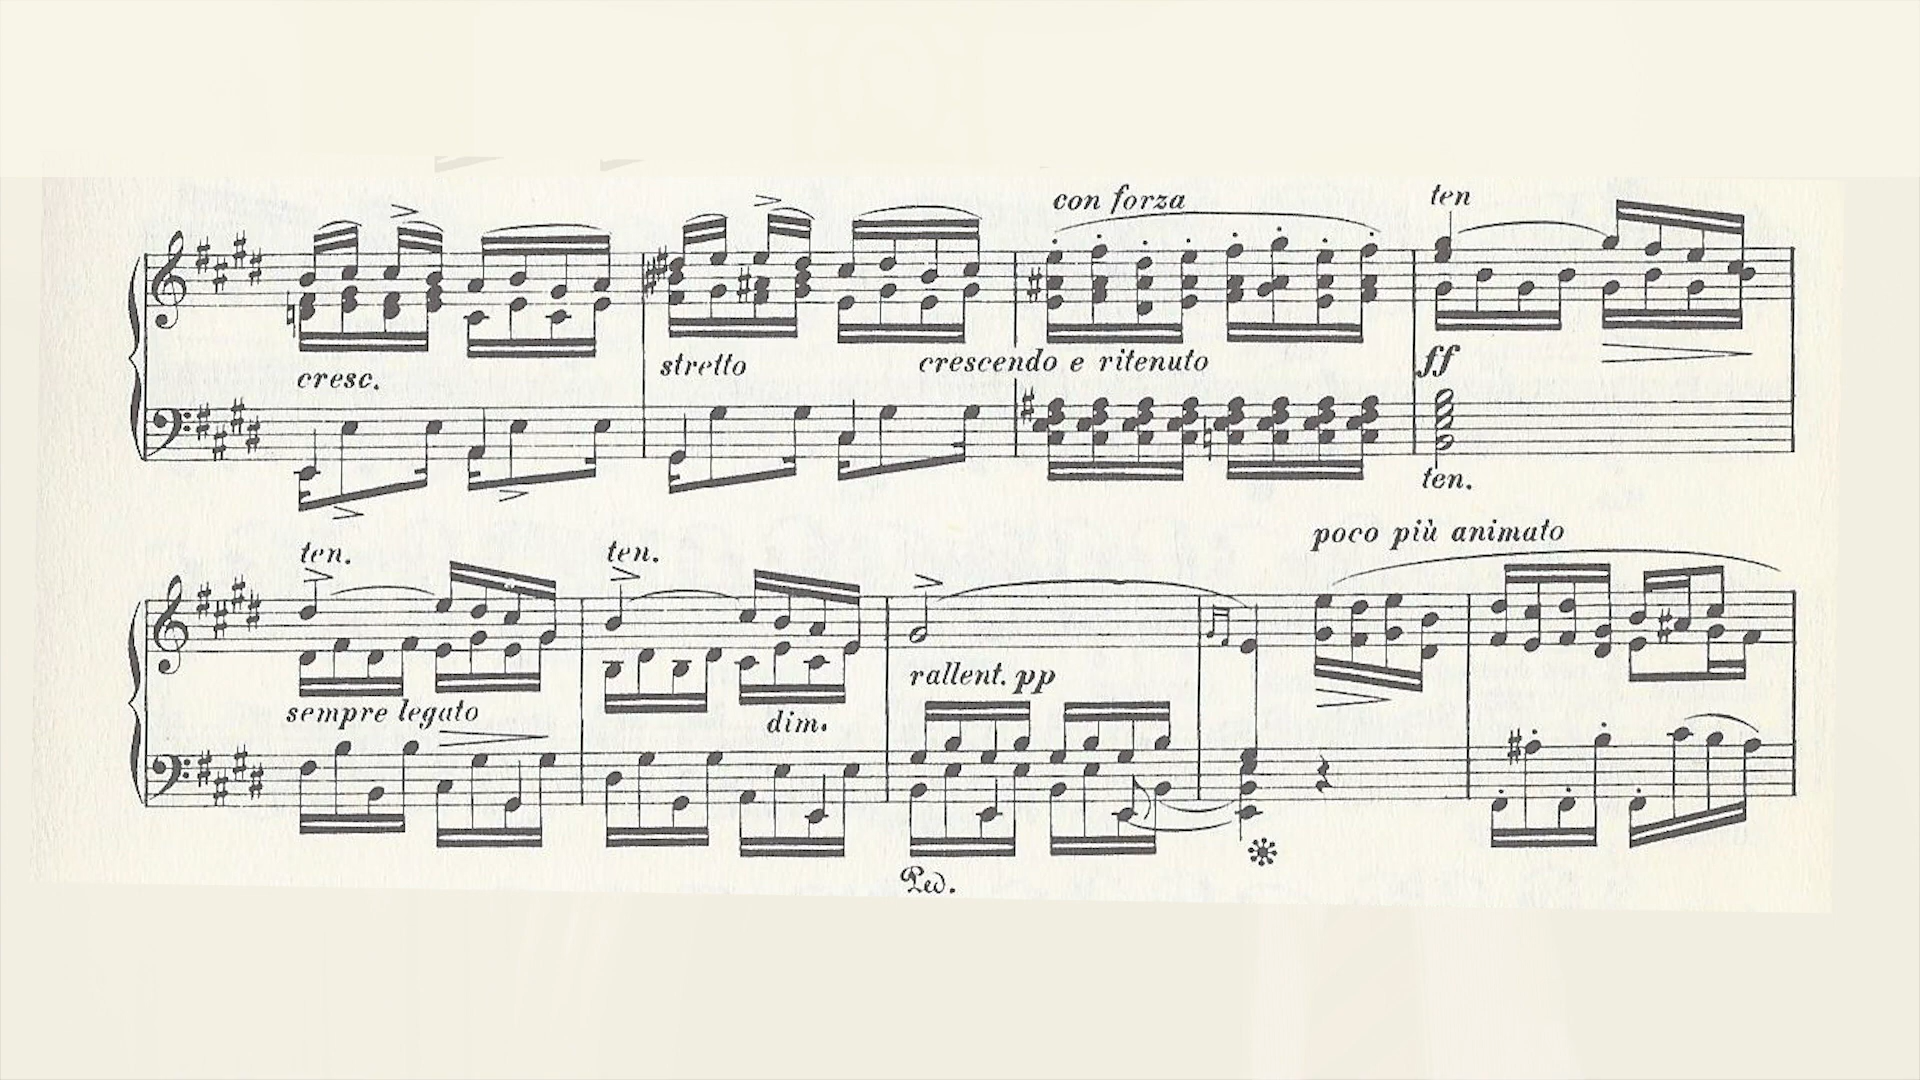 con forza ten
cresc. stretto crescendo e ritenuto ff
ten.
poco più animato
ten. ten.
sempre legato dim. rallent. pp
Ped.